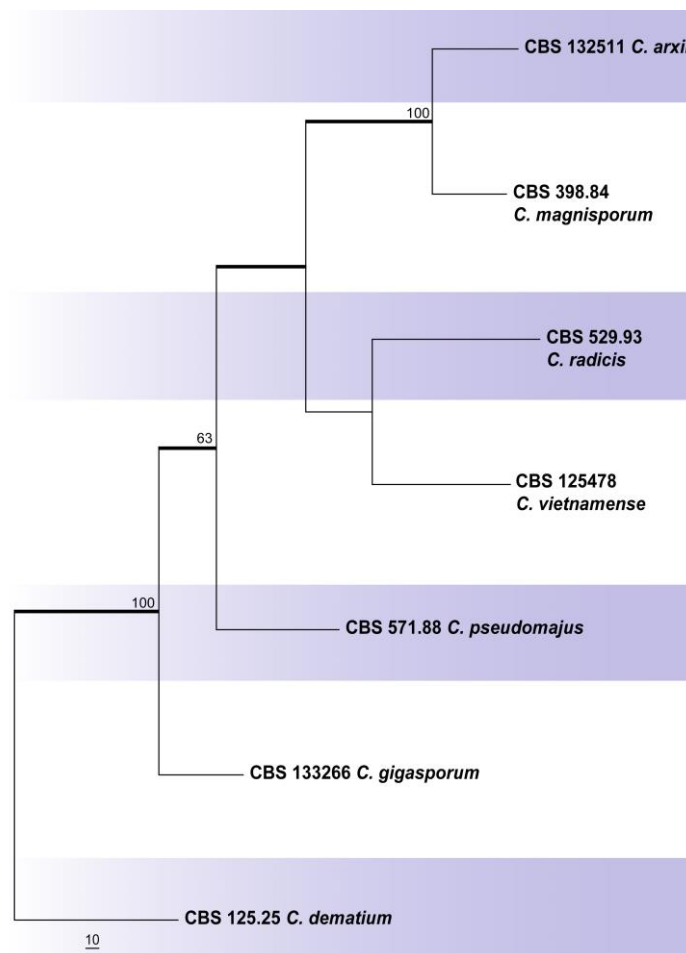 CBS 132511 C. arxii
100
CBS 398.84
C. magnisporum
CBS 529.93
C. radicis
63
CBS 125478
C. vietnamense
100
CBS 571.88 C. pseudomajus
CBS 133266 C. gigasporum
CBS 125.25 C. dematium
10